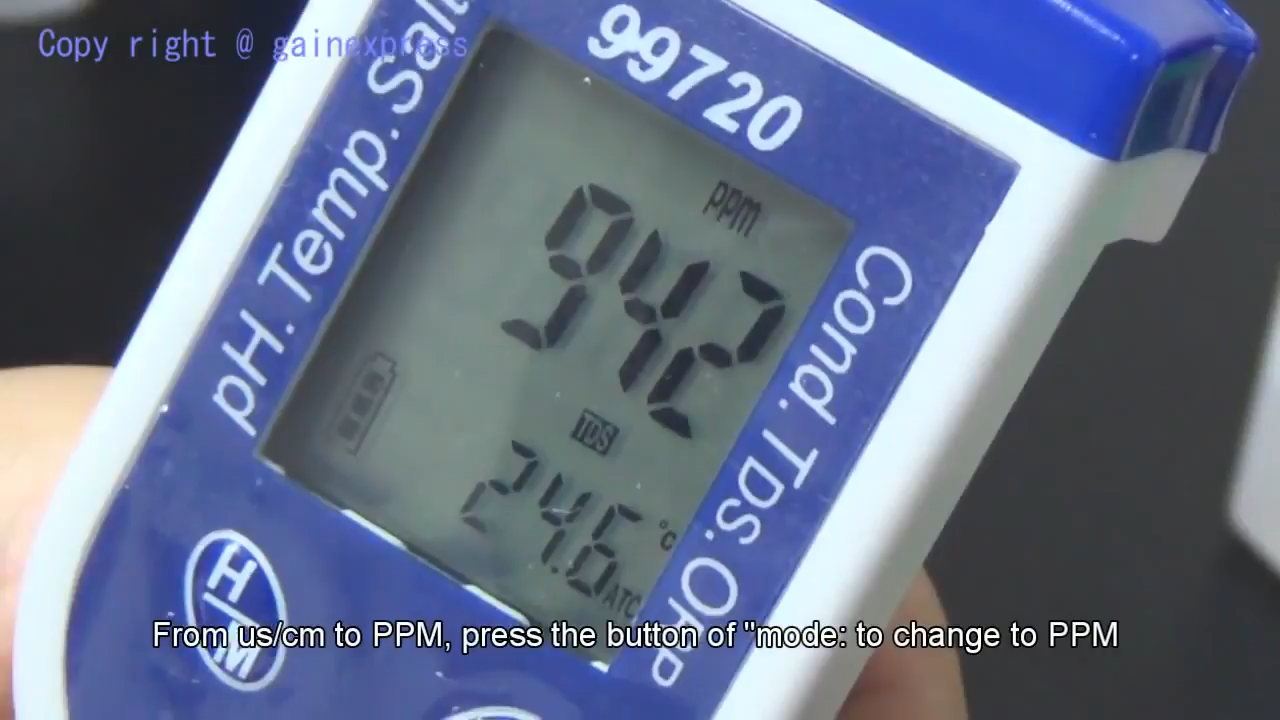 Copy right @ gainexpress
99720
pH. Temp. Salt
Cond. TDS. ORP
PPM
942
TDS
24.6 °C
ATC
H/M
From us/cm to PPM, press the button of "mode: to change to PPM